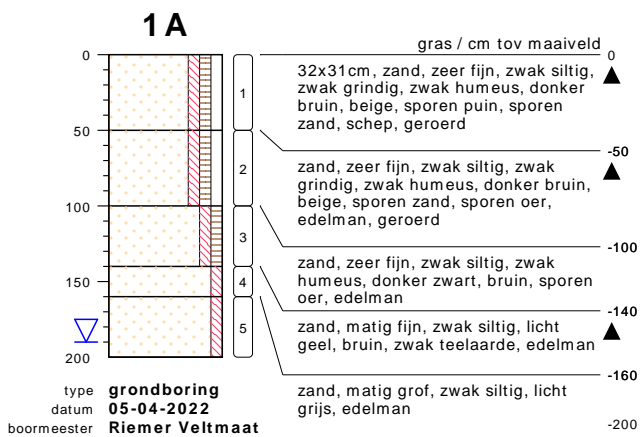 1 A
gras / cm tov maaiveld
0
50
100
150
200
1
2
3
4
5
0
32x31cm, zand, zeer fijn, zwak siltig,
zwak grindig, zwak humeus, donker
bruin, beige, sporen puin, sporen
zand, schep, geroerd
-50
zand, zeer fijn, zwak siltig, zwak
grindig, zwak humeus, donker bruin,
beige, sporen zand, sporen oer,
edelman, geroerd
-100
zand, zeer fijn, zwak siltig, zwak
humeus, donker zwart, bruin, sporen
oer, edelman
-140
zand, matig fijn, zwak siltig, licht
geel, bruin, zwak teelaarde, edelman
-160
zand, matig grof, zwak siltig, licht
grijs, edelman
-200
type grondboring
datum 05-04-2022
boormeester Riemer Veltmaat